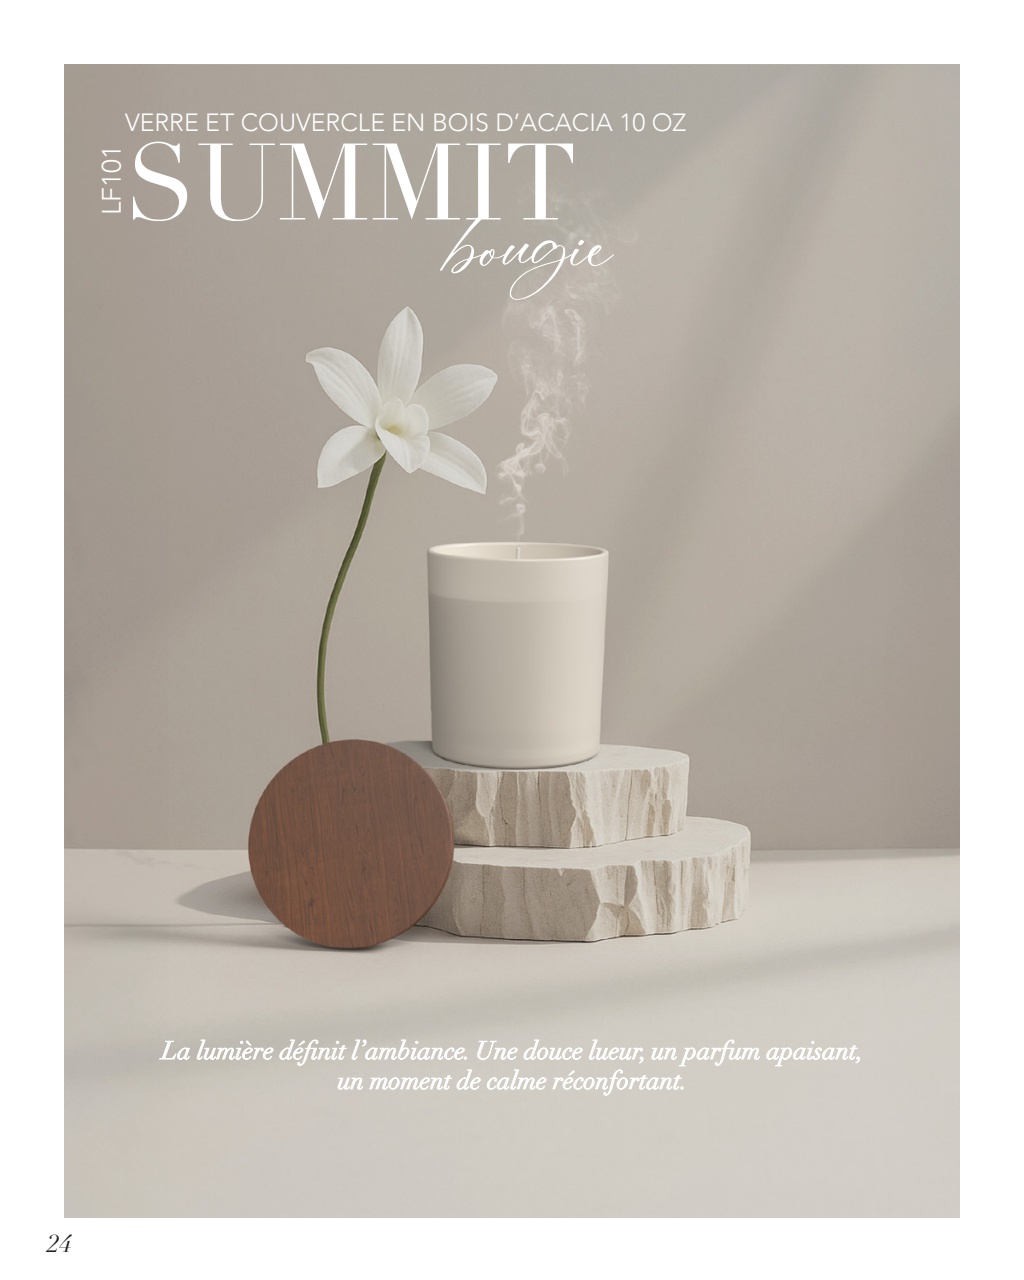 VERRE ET COUVERCLE EN BOIS D’ACACIA 10 OZ
LF101
SUMMIT
bougie
La lumière définit l’ambiance. Une douce lueur, un parfum apaisant,
un moment de calme réconfortant.
24